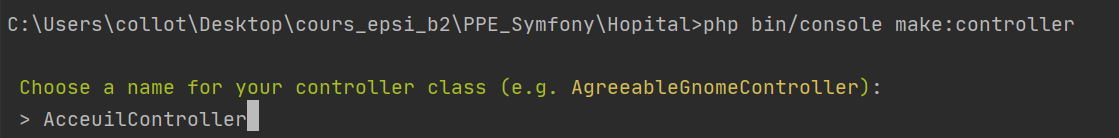 C:\Users\collot\Desktop\cours_epsi_b2\PPE_Symfony\Hopital>php bin/console make:controller
Choose a name for your controller class (e.g. AgreeableGnomeController):
> AcceuilController